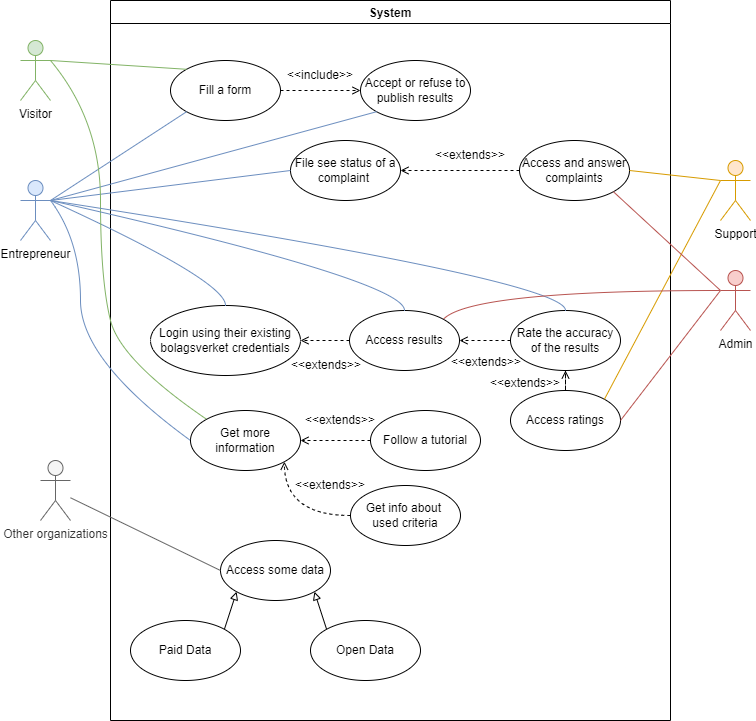 System
Visitor
Fill a form
<<include>>
Accept or refuse to
publish results
File see status of a
complaint
<<extends>>
Access and answer
complaints
Support
Entrepreneur
Admin
Login using their existing
bolagsverket credentials
<<extends>>
Access results
<<extends>>
Rate the accuracy
of the results
<<extends>>
Access ratings
Get more
information
<<extends>>
Follow a tutorial
<<extends>>
Get info about
used criteria
Other organizations
Access some data
Paid Data
Open Data